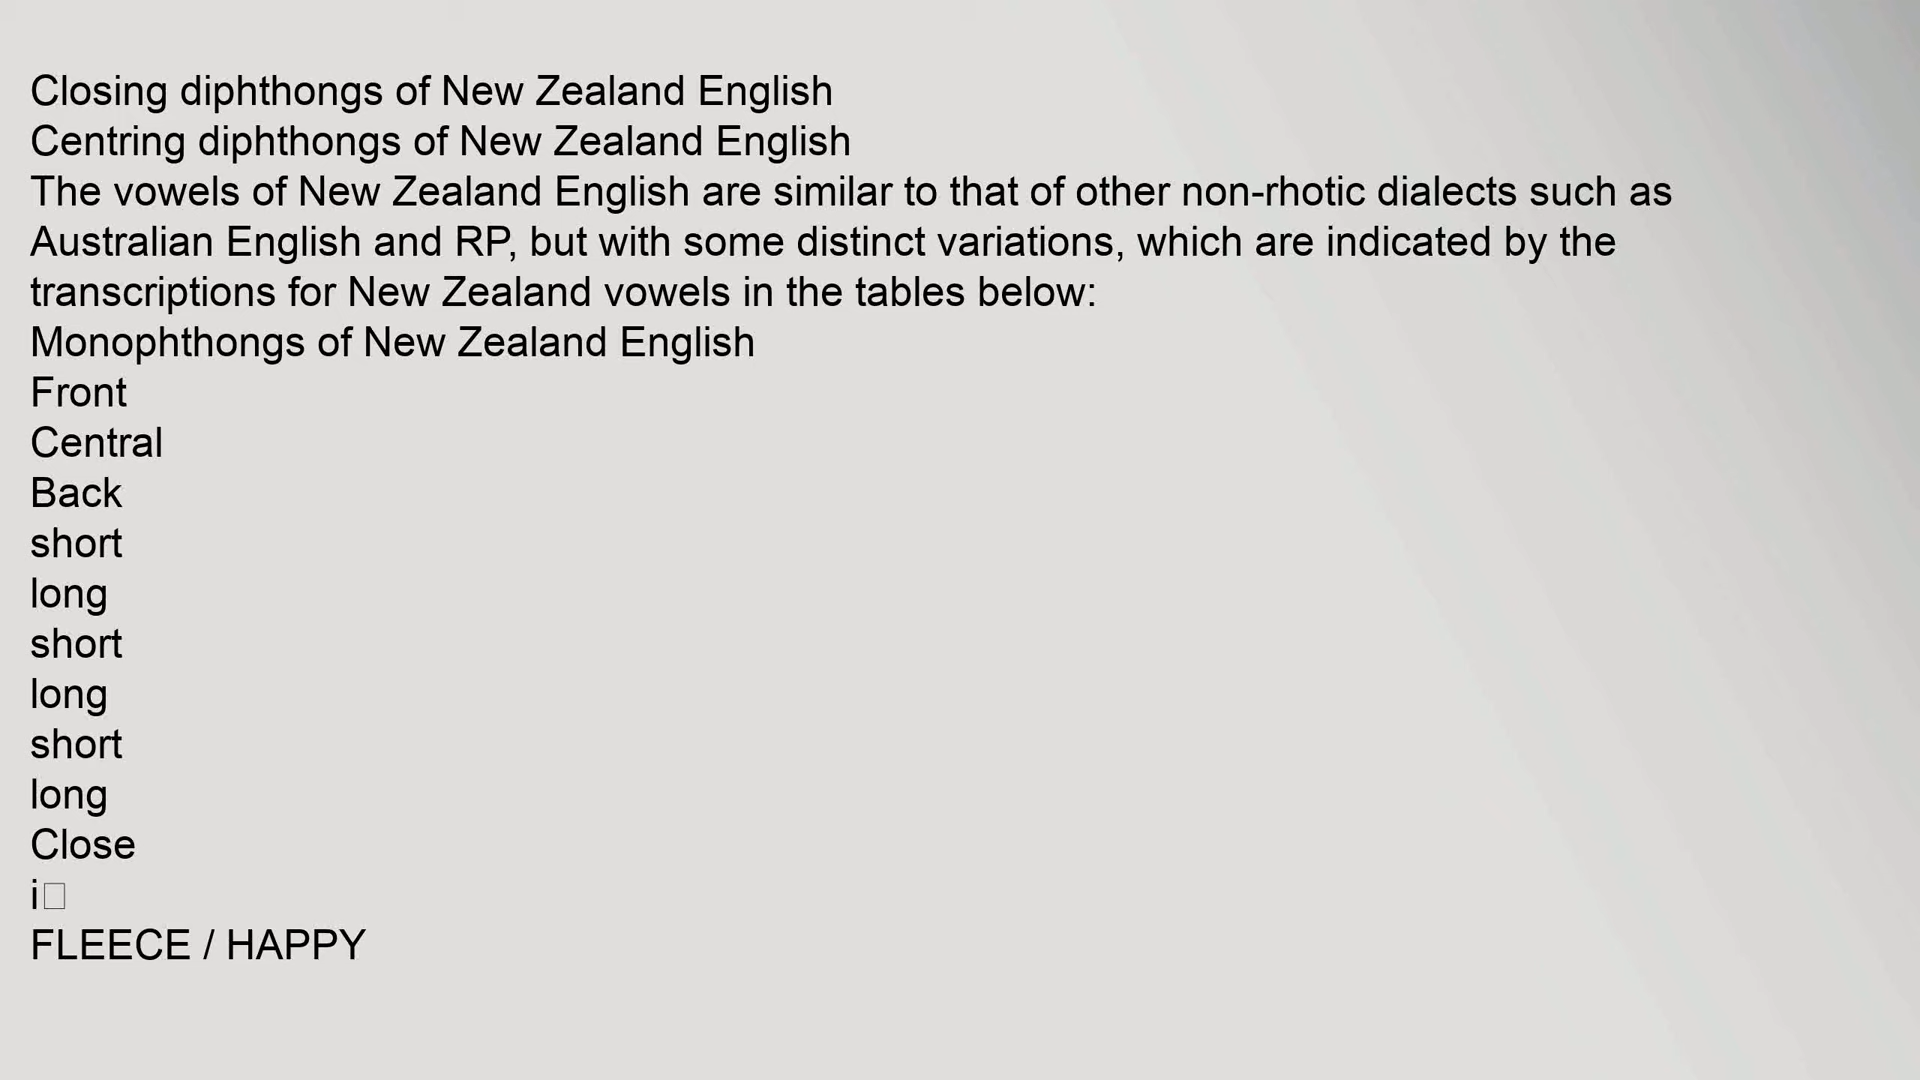 Closing diphthongs of New Zealand English
Centring diphthongs of New Zealand English
The vowels of New Zealand English are similar to that of other non-rhotic dialects such as
Australian English and RP, but with some distinct variations, which are indicated by the
transcriptions for New Zealand vowels in the tables below:
Monophthongs of New Zealand English
Front
Central
Back
short
long
short
long
short
long
Close
i□
FLEECE / HAPPY